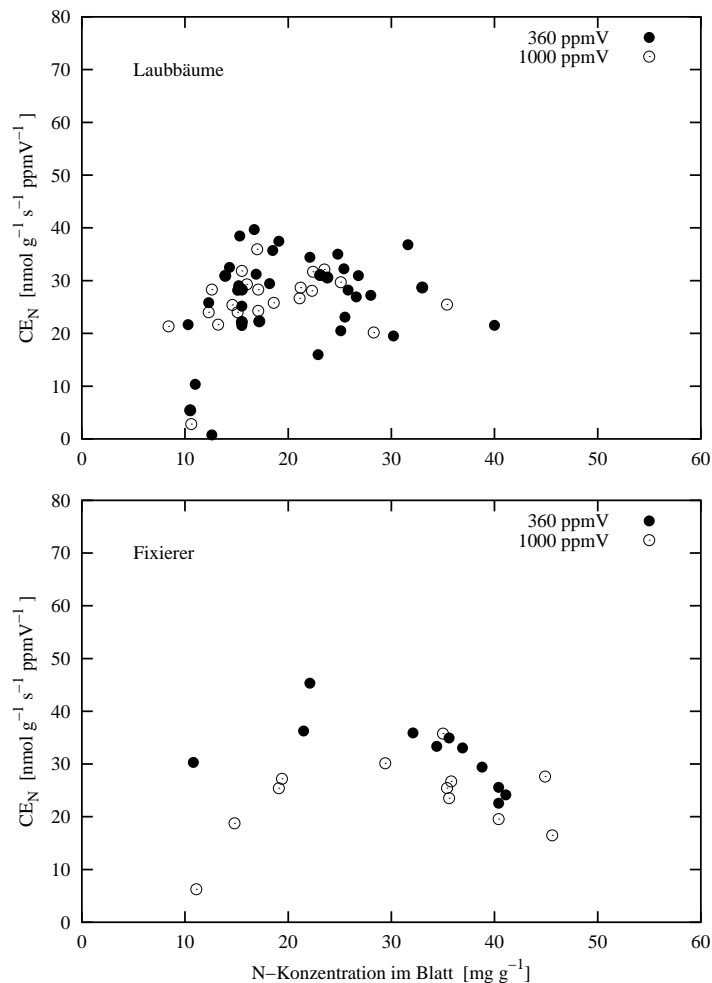 80
70
60
50
40
30
20
10
0
CE_N [nmol g⁻¹ s⁻¹ ppmV⁻¹]
Laubbäume
360 ppmV
1000 ppmV
0 10 20 30 40 50 60
80
70
60
50
40
30
20
10
0
CE_N [nmol g⁻¹ s⁻¹ ppmV⁻¹]
Fixierer
360 ppmV
1000 ppmV
0 10 20 30 40 50 60
N−Konzentration im Blatt [mg g⁻¹]